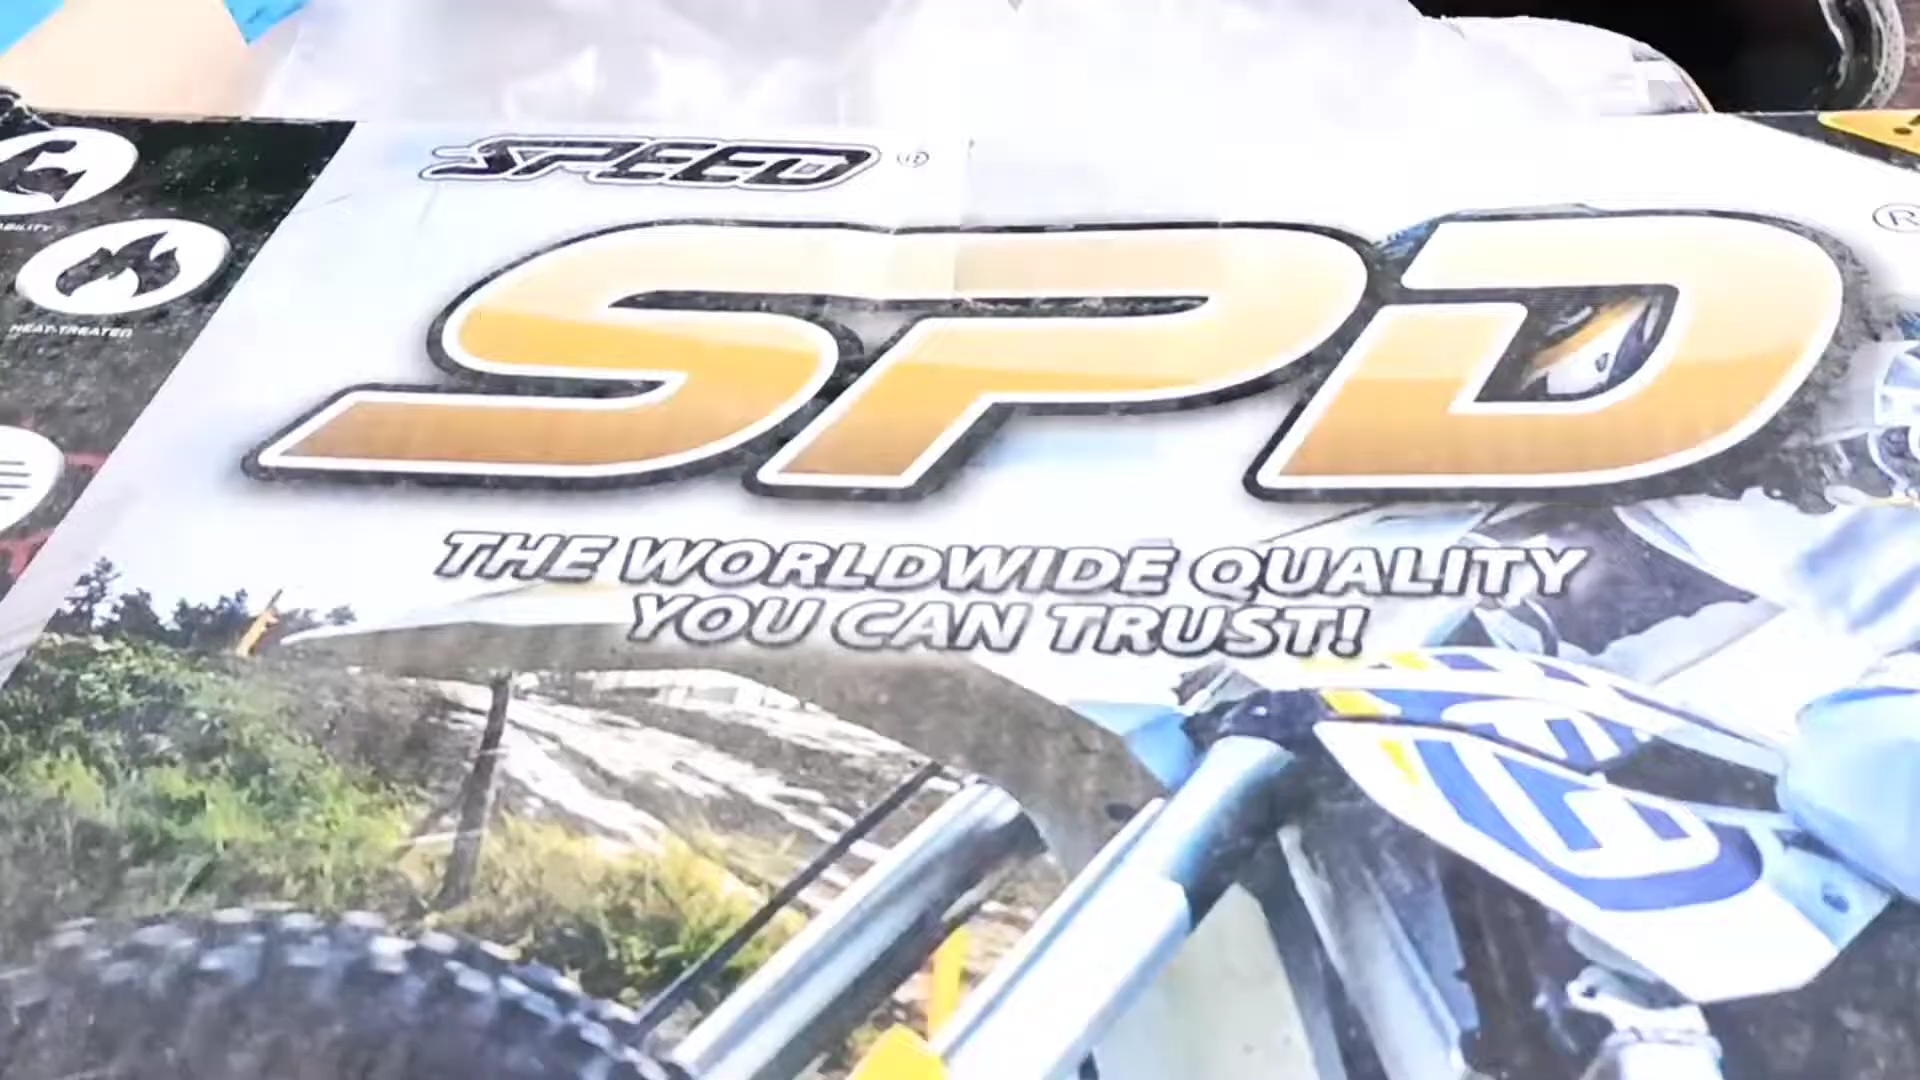 SPEED ®
SPD ®
HEAT-TREATED
THE WORLDWIDE QUALITY
YOU CAN TRUST!